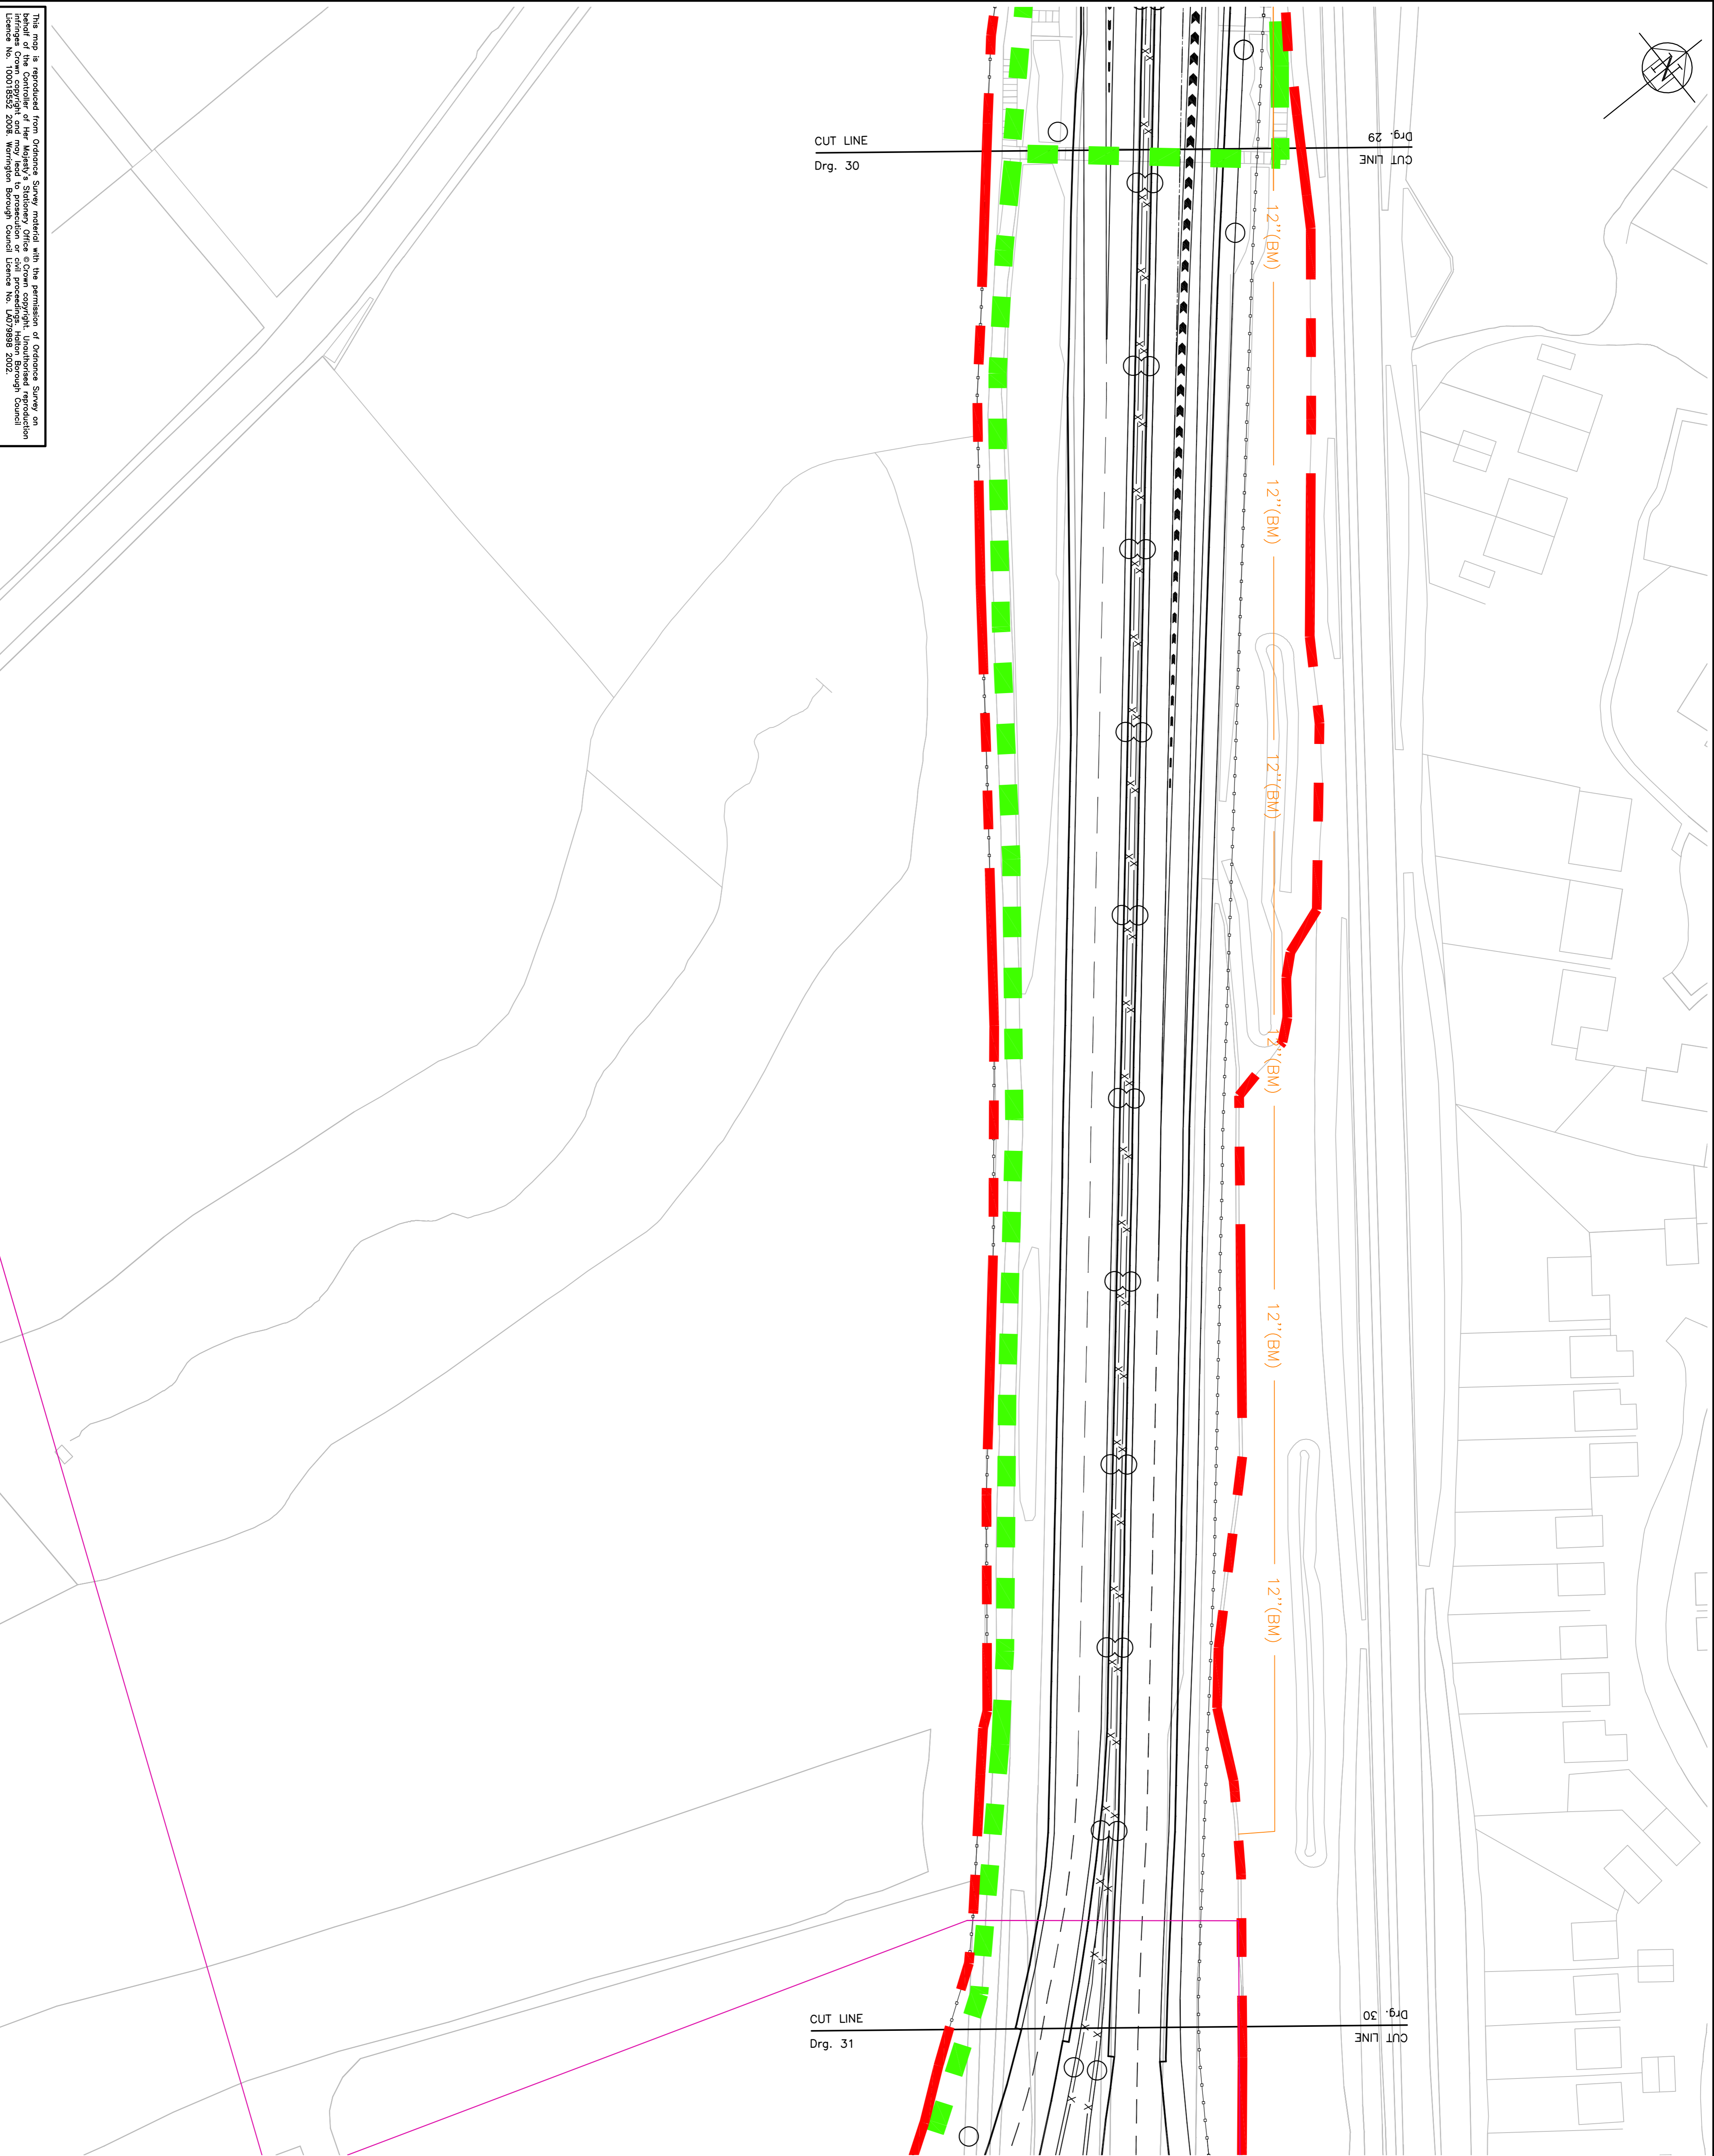 This map is reproduced from Ordnance Survey material with the permission of Ordnance Survey on
behalf of the Controller of Her Majesty's Stationery Office © Crown copyright. Unauthorised reproduction
infringes Crown copyright and may lead to prosecution or civil proceedings. Halton Borough Council
Licence No. 100018552 2008. Warrington Borough Council Licence No. LA079898 2002.
CUT LINE
Drg. 30
Drg. 29
CUT LINE
12''(BM)
12''(BM)
12''(BM)
12''(BM)
12''(BM)
12''(BM)
CUT LINE
Drg. 31
Drg. 30
CUT LINE
N